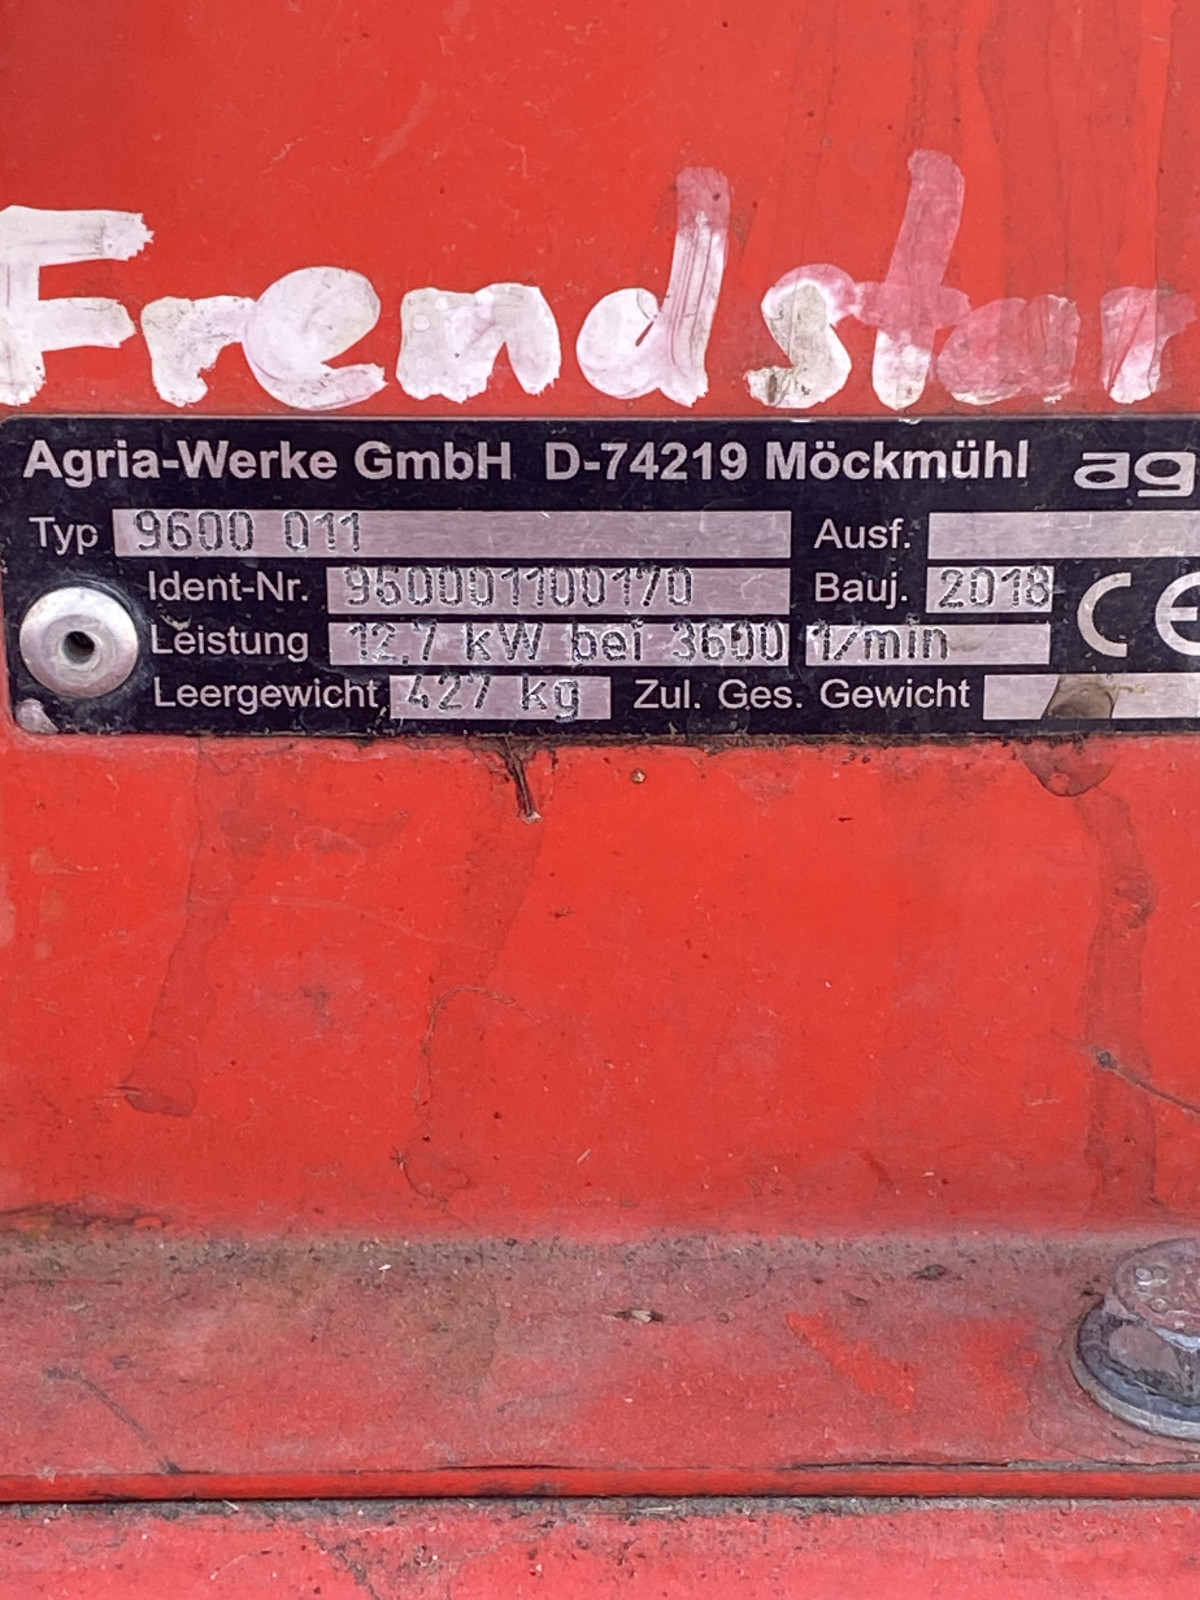 Frendstar
Agria-Werke GmbH D-74219 Möckmühl ag
Typ 9600 011 Ausf.
Ident-Nr. 960001100170 Bauj. 2018 CE
Leistung 12,7 kW bei 3600 1/min
Leergewicht 427 kg Zul. Ges. Gewicht